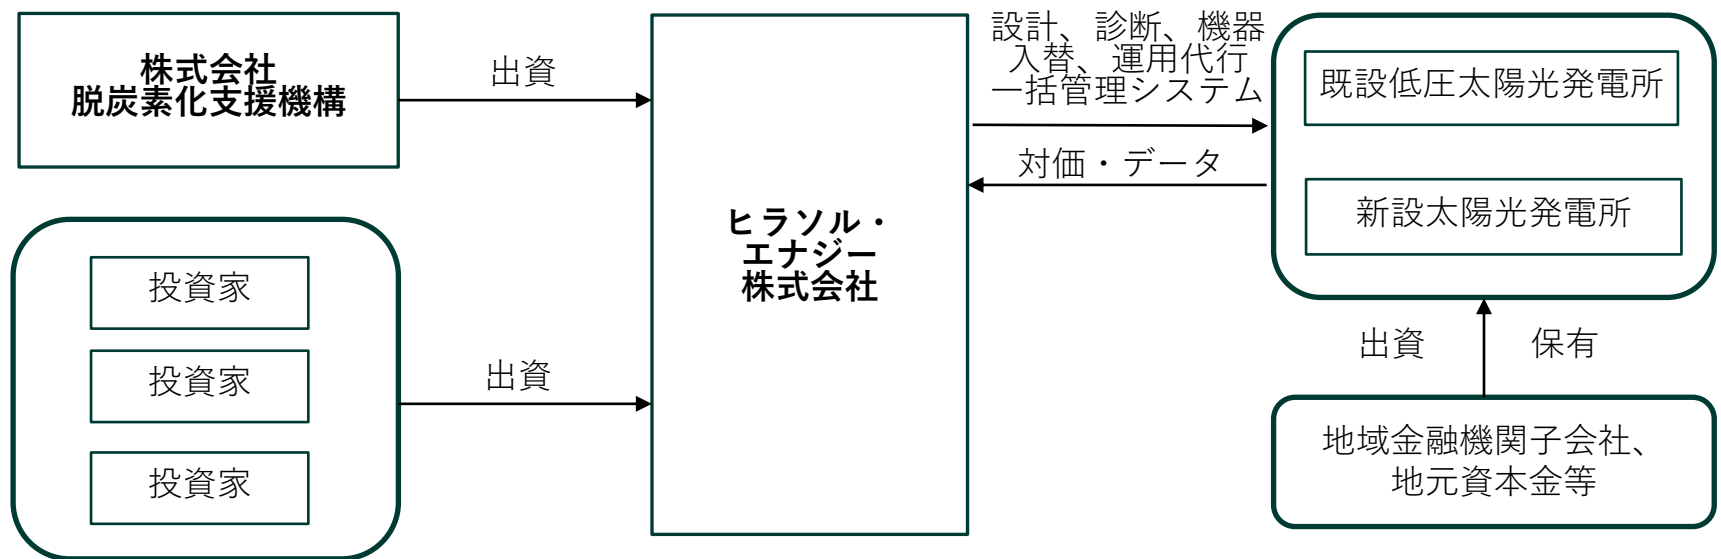 株式会社
脱炭素化支援機構
出資
投資家
投資家
投資家
出資
ヒラソル・
エナジー
株式会社
設計、診断、機器
入替、運用代行
一括管理システム
対価・データ
既設低圧太陽光発電所
新設太陽光発電所
出資
保有
地域金融機関子会社、
地元資本金等